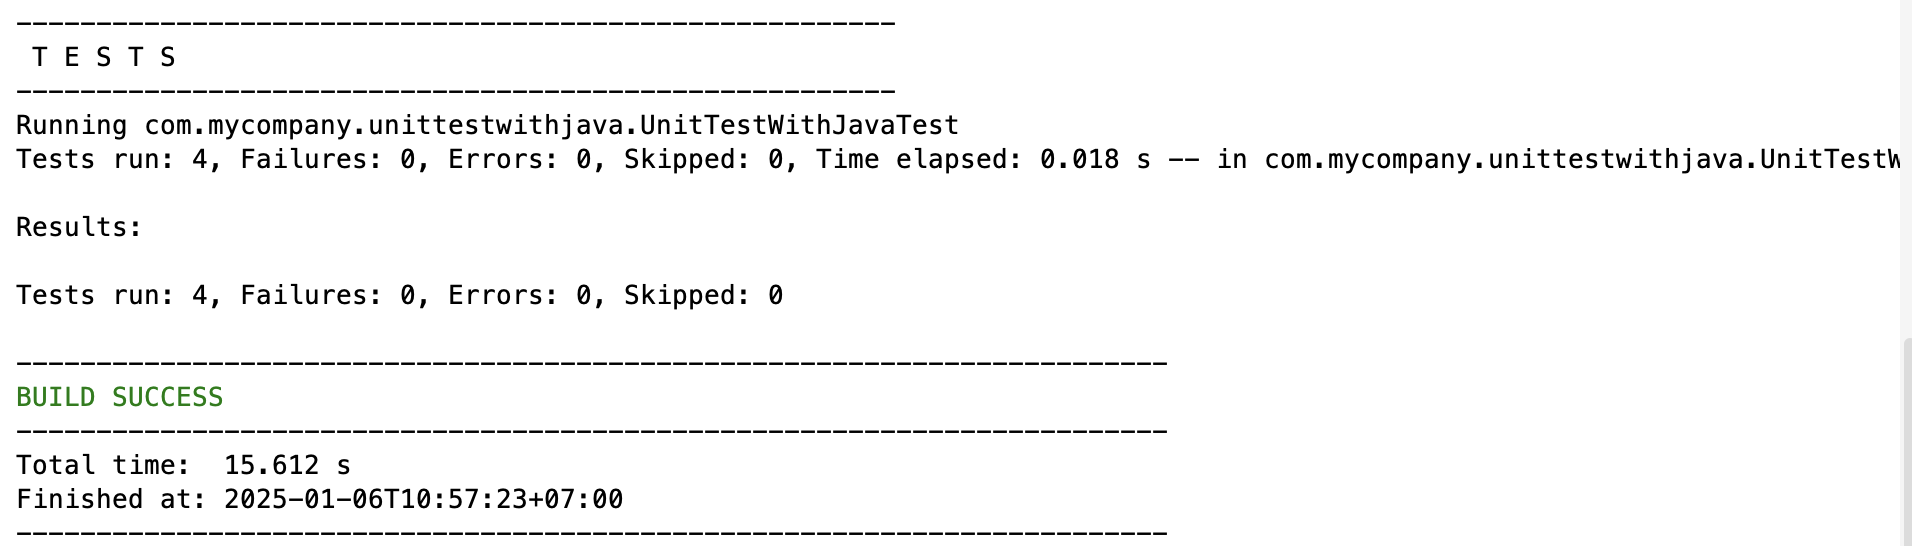 -------------------------------------------------------
 T E S T S
-------------------------------------------------------
Running com.mycompany.unittestwithjava.UnitTestWithJavaTest
Tests run: 4, Failures: 0, Errors: 0, Skipped: 0, Time elapsed: 0.018 s -- in com.mycompany.unittestwithjava.UnitTestW
Results:
Tests run: 4, Failures: 0, Errors: 0, Skipped: 0
------------------------------------------------------------------------
BUILD SUCCESS
------------------------------------------------------------------------
Total time:  15.612 s
Finished at: 2025-01-06T10:57:23+07:00
------------------------------------------------------------------------